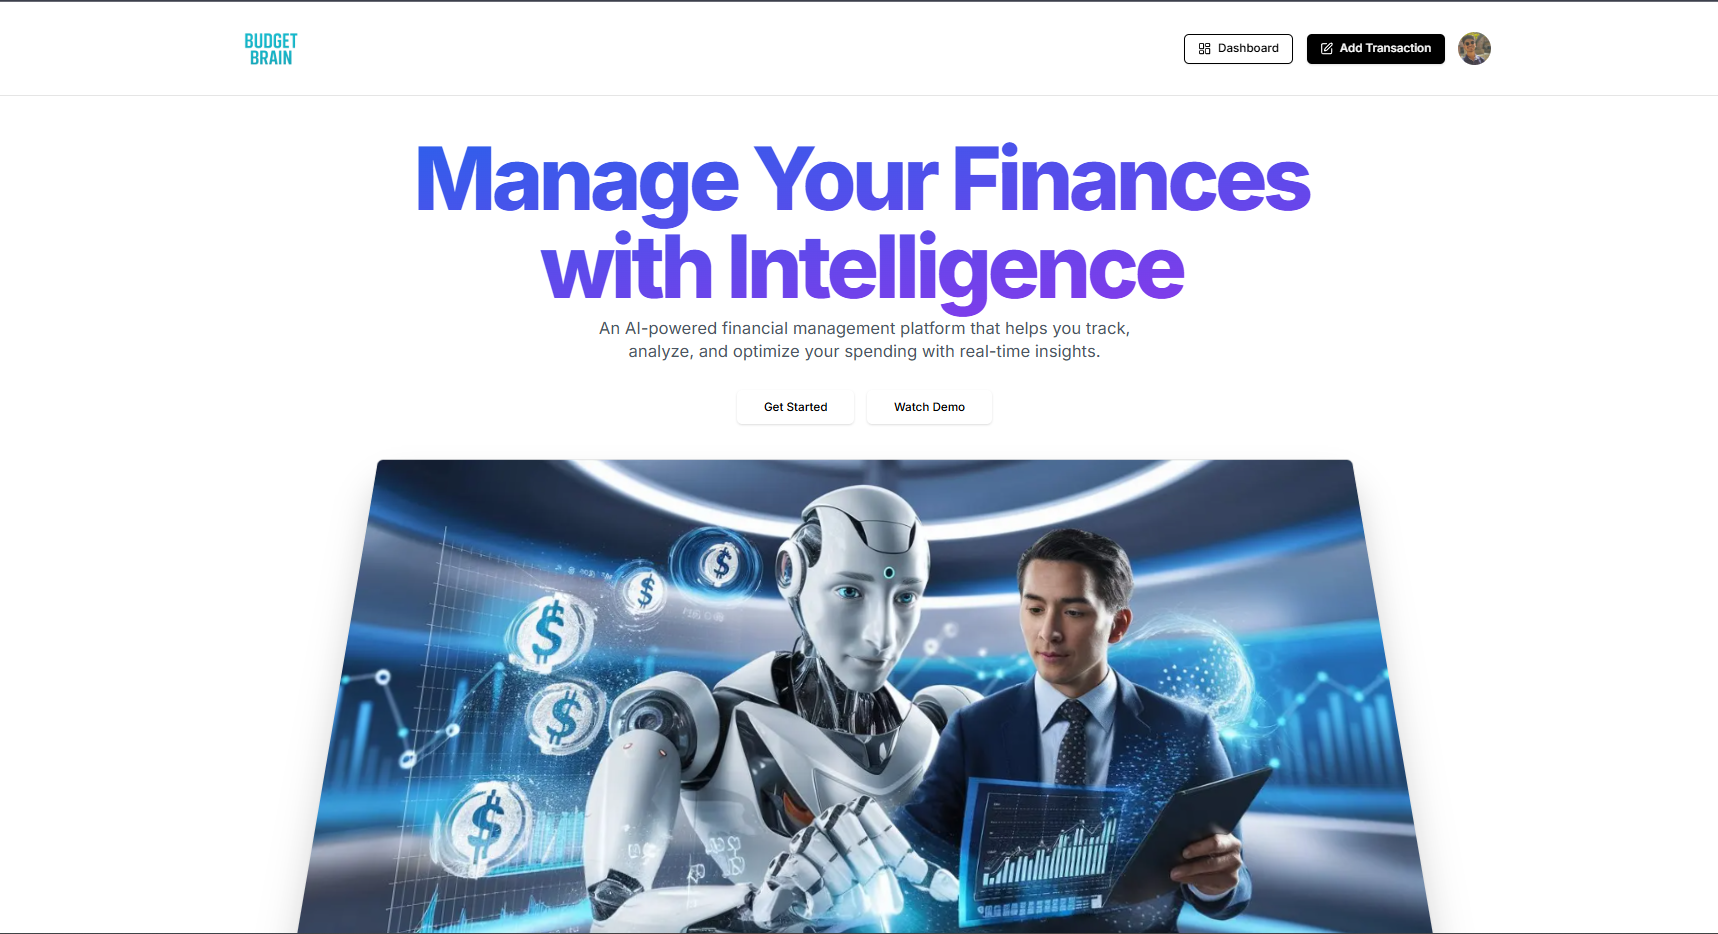 BUDGET
BRAIN
Dashboard
Add Transaction
Manage Your Finances
with Intelligence
An AI-powered financial management platform that helps you track,
analyze, and optimize your spending with real-time insights.
Get Started
Watch Demo
$
$
$
$
$